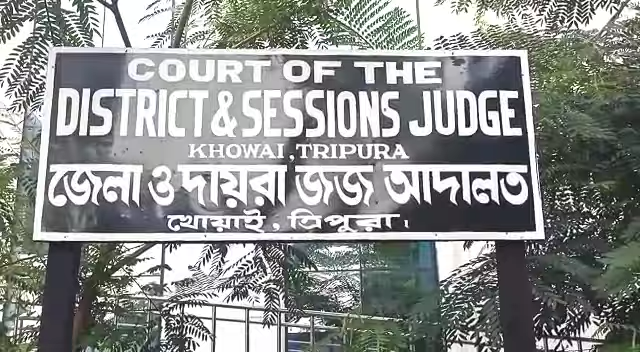 COURT OF THE
DISTRICT & SESSIONS JUDGE
KHOWAI, TRIPURA
জেলা ও দায়রা জজ আদালত
খোয়াই, ত্রিপুরা।